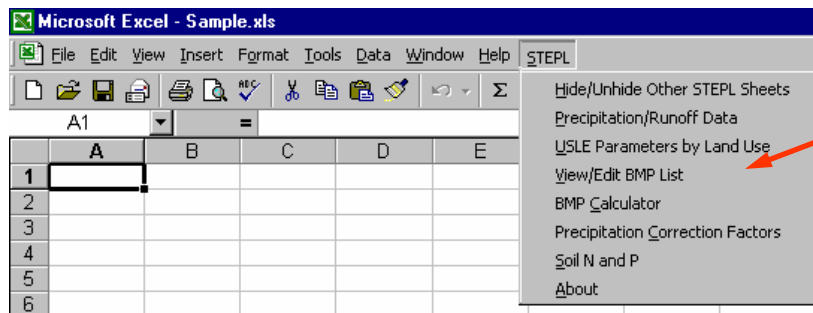 Microsoft Excel - Sample.xls
File Edit View Insert Format Tools Data Window Help STEPL
ABC Σ
A1 =
A B C D E
1
2
3
4
5
6
Hide/Unhide Other STEPL Sheets
Precipitation/Runoff Data
USLE Parameters by Land Use
View/Edit BMP List
BMP Calculator
Precipitation Correction Factors
Soil N and P
About